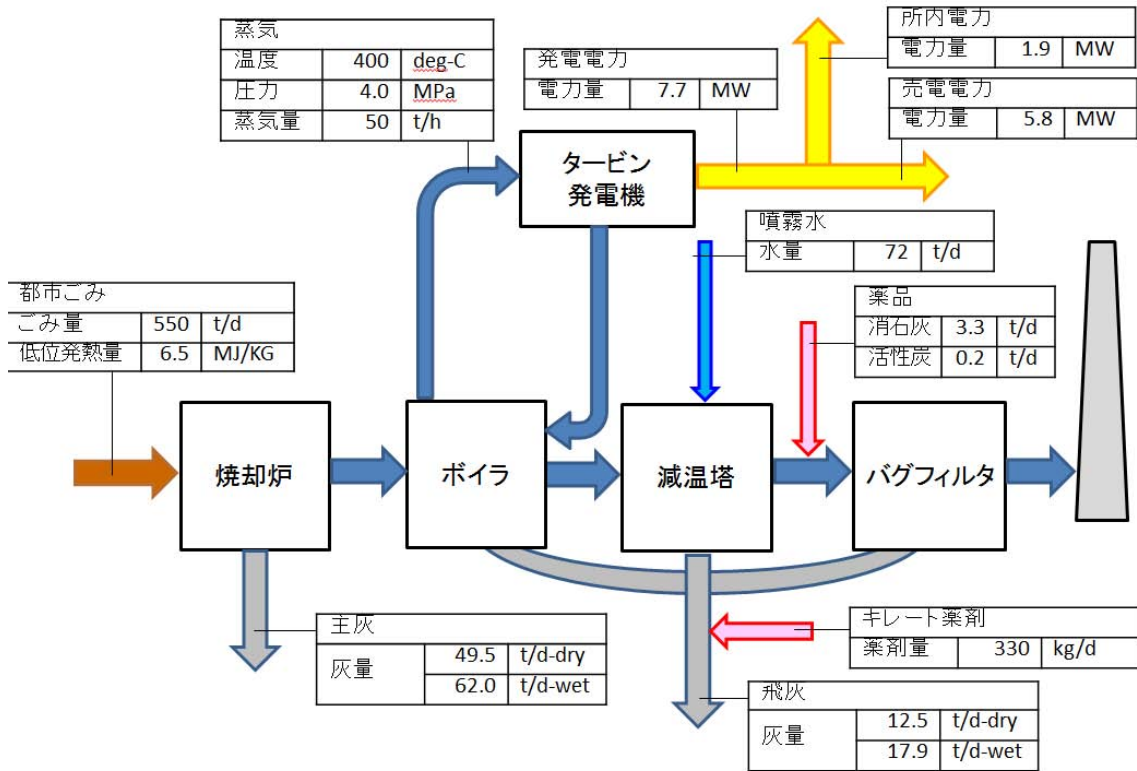 蒸気
温度 400 deg-C
圧力 4.0 MPa
蒸気量 50 t/h
発電電力
電力量 7.7 MW
所内電力
電力量 1.9 MW
売電電力
電力量 5.8 MW
タービン
発電機
噴霧水
水量 72 t/d
都市ごみ
ごみ量 550 t/d
低位発熱量 6.5 MJ/KG
薬品
消石灰 3.3 t/d
活性炭 0.2 t/d
焼却炉
ボイラ
減温塔
バグフィルタ
主灰
灰量 49.5 t/d-dry
62.0 t/d-wet
キレート薬剤
薬剤量 330 kg/d
飛灰
灰量 12.5 t/d-dry
17.9 t/d-wet